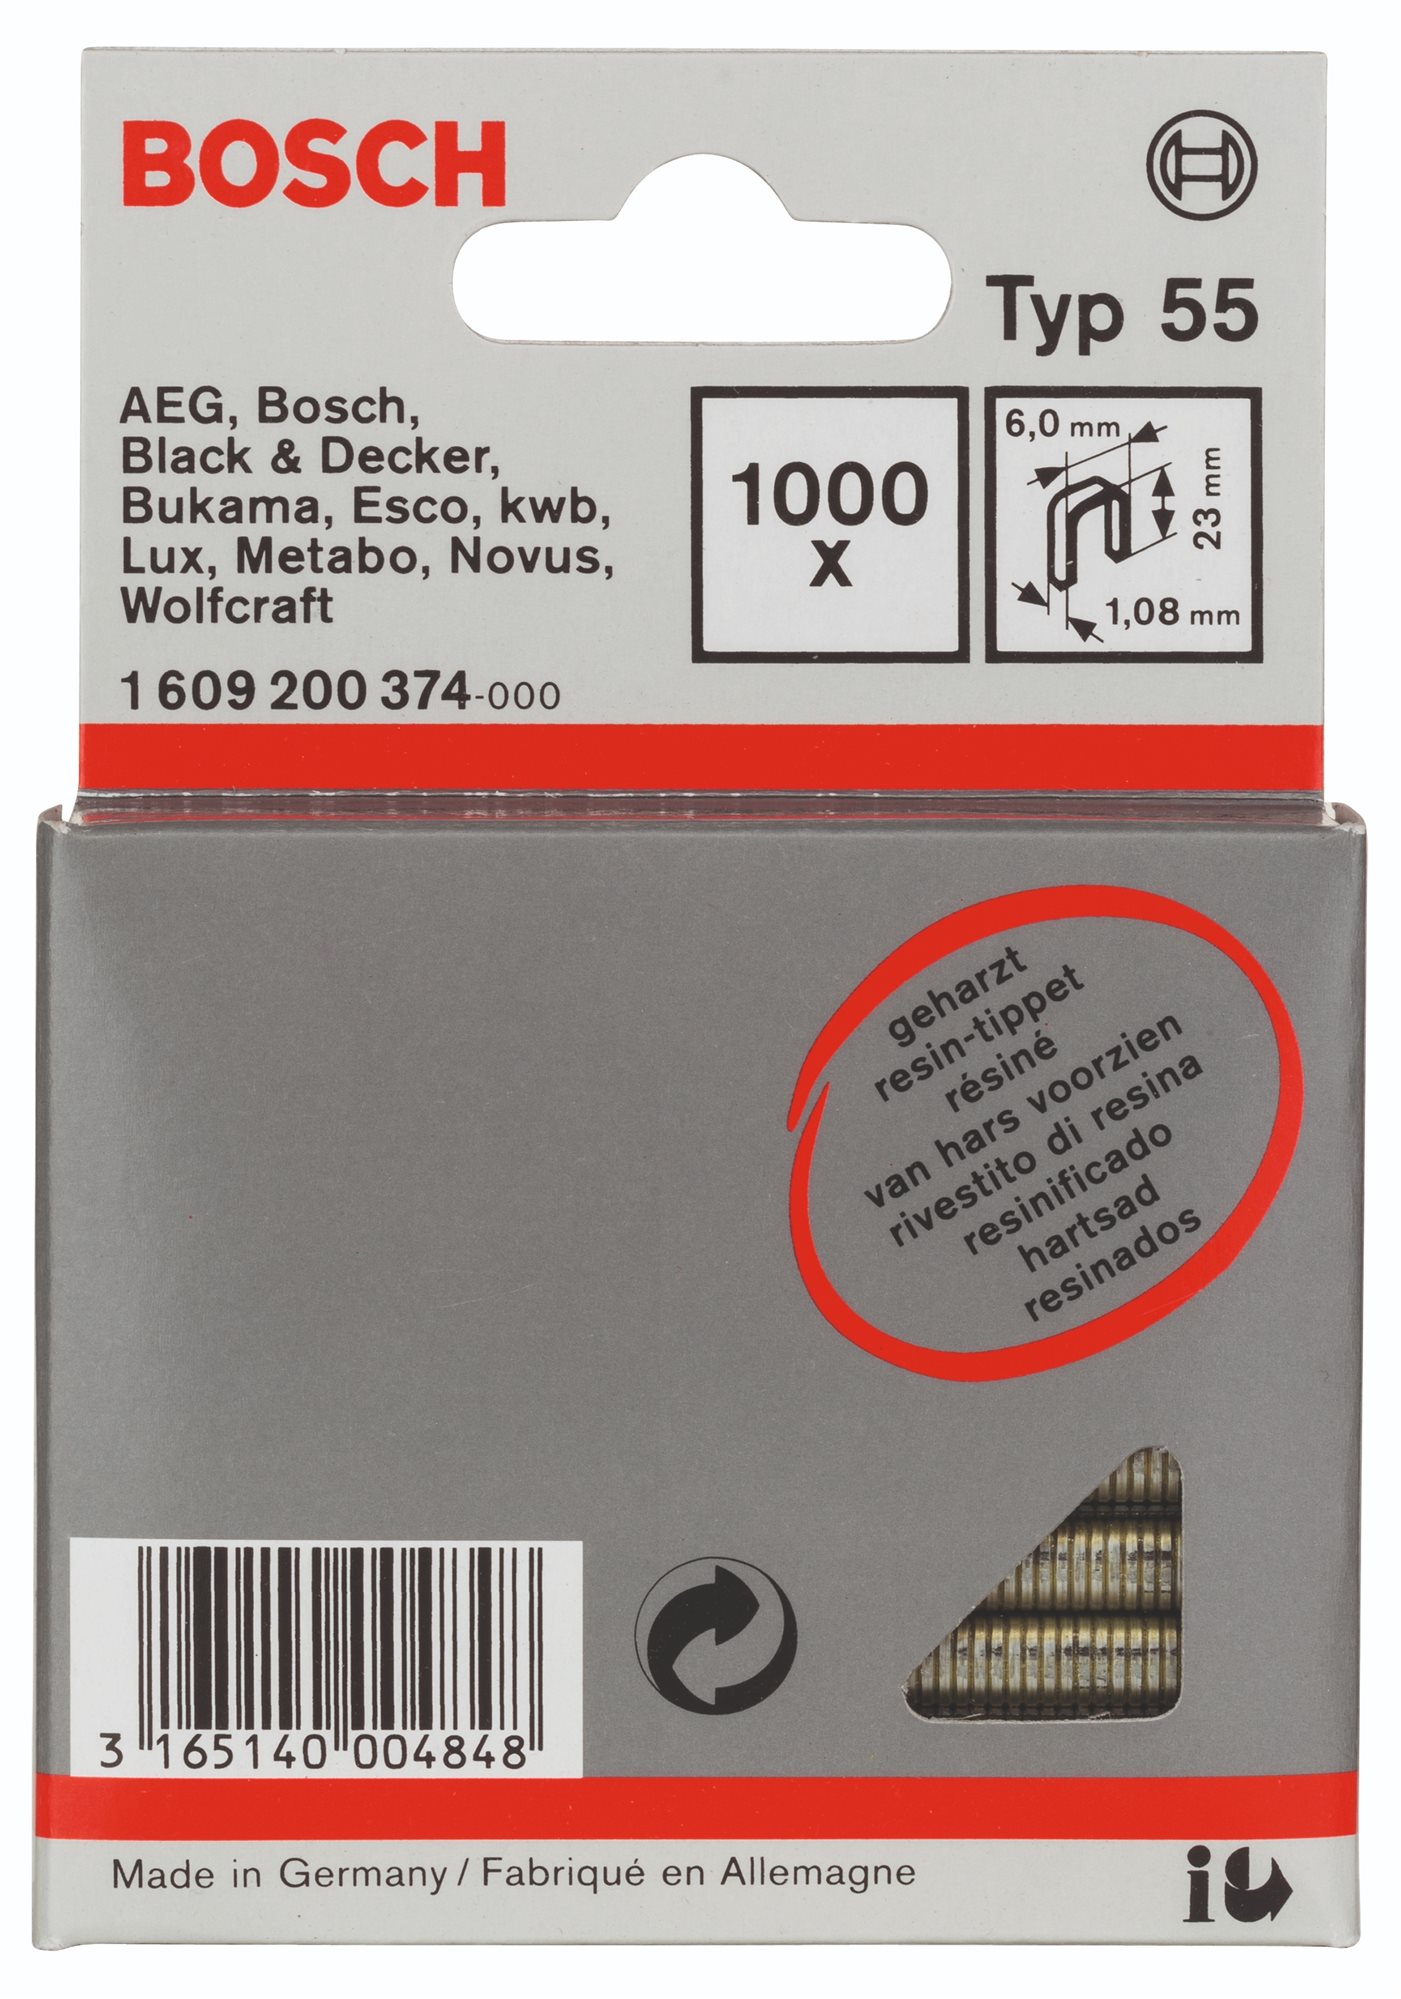 BOSCH
Typ 55
AEG, Bosch,
Black & Decker,
Bukama, Esco, kwb,
Lux, Metabo, Novus,
Wolfcraft
1 609 200 374-000
1000
x
6,0 mm
23 mm
1,08 mm
geharzt
resin-tippet
résiné
van hars voorzien
rivestito di resina
resinificado
hartsad
resinados
3 165140 004848
Made in Germany / Fabriqué en Allemagne